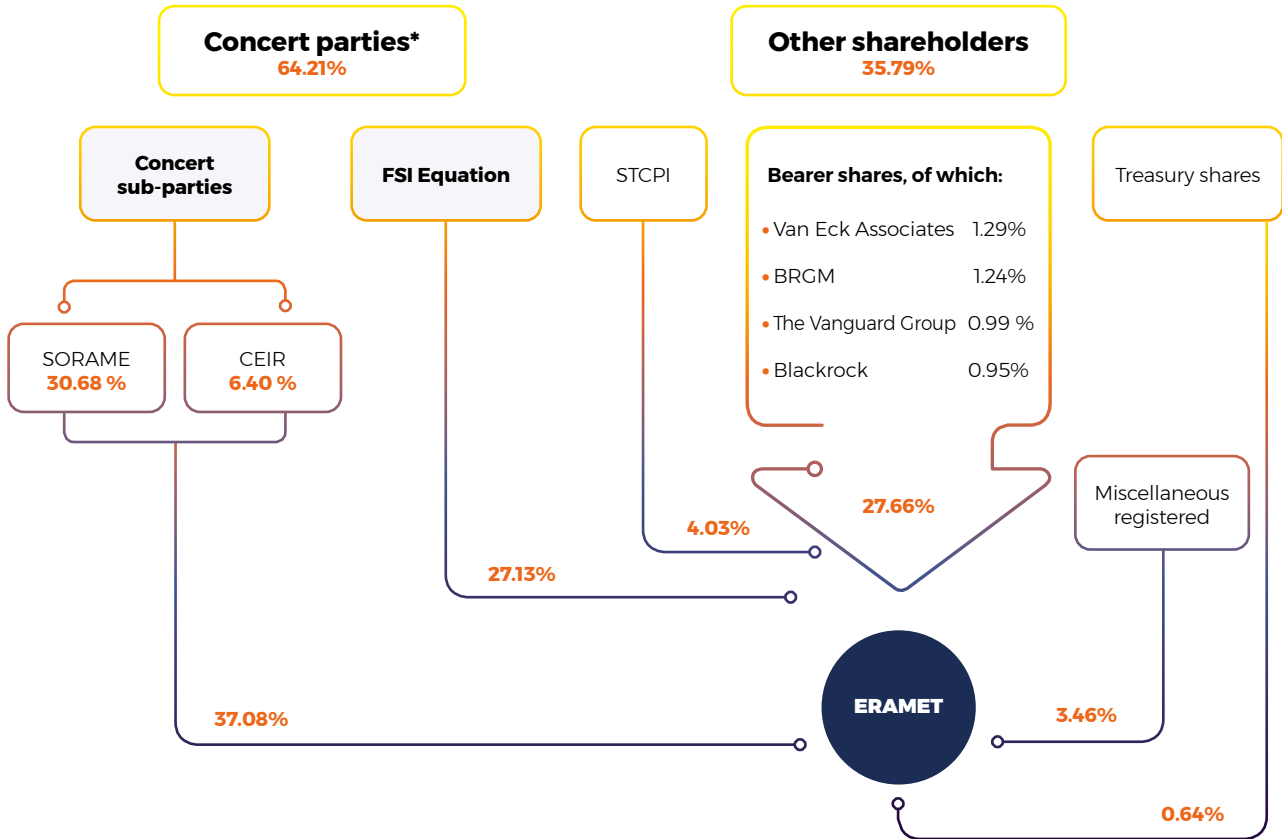 Concert parties*
64.21%
Other shareholders
35.79%
Concert
sub-parties
FSI Equation
STCPI
Bearer shares, of which:
• Van Eck Associates 1.29%
• BRGM 1.24%
• The Vanguard Group 0.99 %
• Blackrock 0.95%
Treasury shares
SORAME
30.68 %
CEIR
6.40 %
Miscellaneous
registered
27.66%
4.03%
27.13%
ERAMET
37.08%
3.46%
0.64%